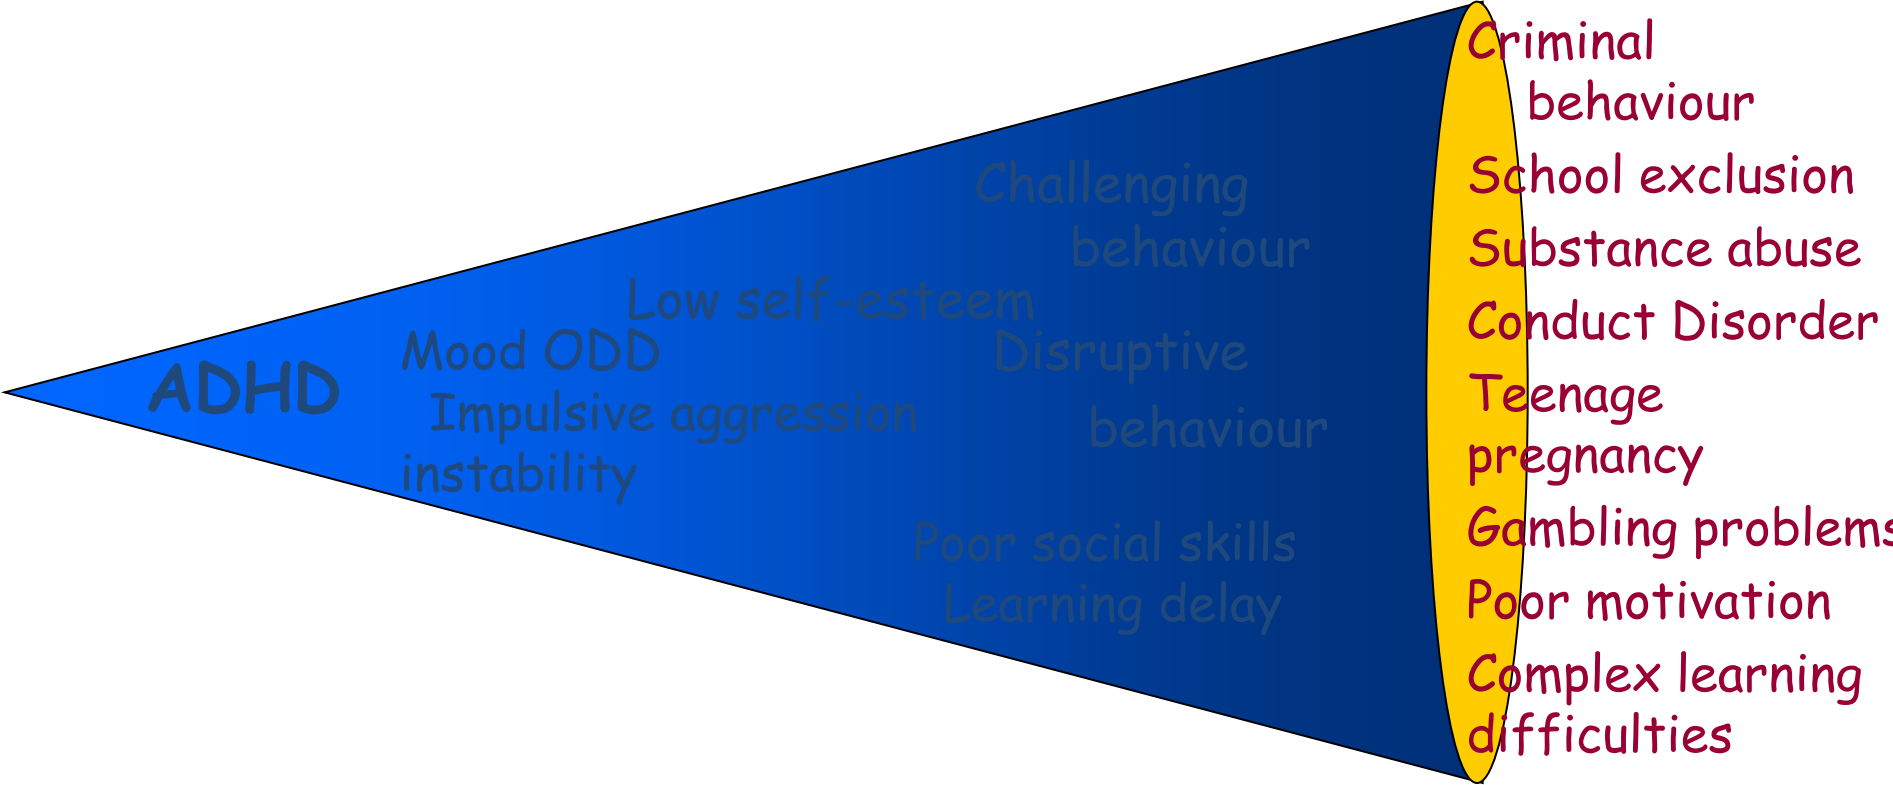 ADHD
Mood ODD
Impulsive aggression
instability
Low self-esteem
Challenging
behaviour
Disruptive
behaviour
Poor social skills
Learning delay
Criminal
behaviour
School exclusion
Substance abuse
Conduct Disorder
Teenage
pregnancy
Gambling problems
Poor motivation
Complex learning
difficulties